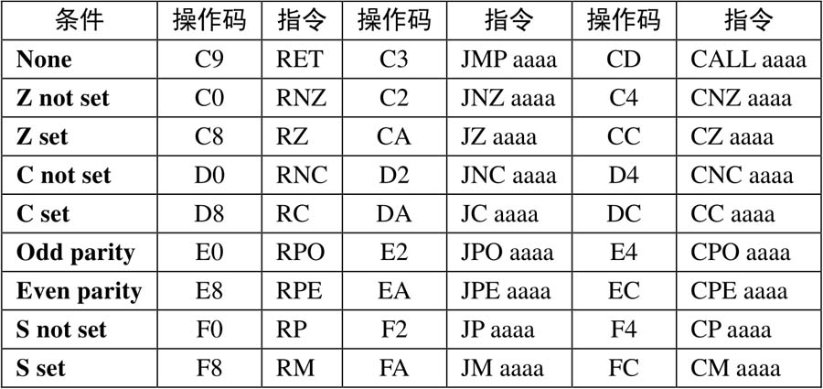 条件 操作码 指令 操作码 指令 操作码 指令
None C9 RET C3 JMP aaaa CD CALL aaaa
Z not set C0 RNZ C2 JNZ aaaa C4 CNZ aaaa
Z set C8 RZ CA JZ aaaa CC CZ aaaa
C not set D0 RNC D2 JNC aaaa D4 CNC aaaa
C set D8 RC DA JC aaaa DC CC aaaa
Odd parity E0 RPO E2 JPO aaaa E4 CPO aaaa
Even parity E8 RPE EA JPE aaaa EC CPE aaaa
S not set F0 RP F2 JP aaaa F4 CP aaaa
S set F8 RM FA JM aaaa FC CM aaaa